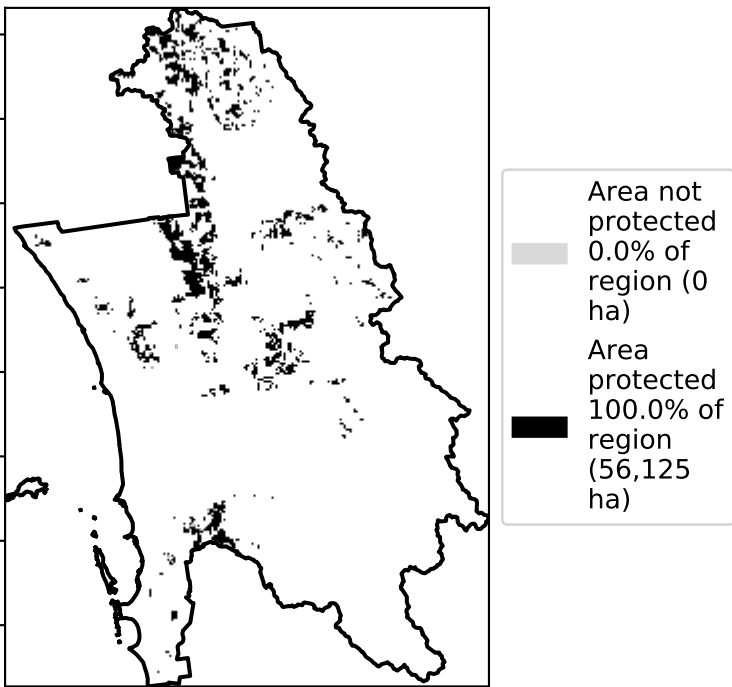 Area not
protected
0.0% of
region (0
ha)
Area
protected
100.0% of
region
(56,125
ha)